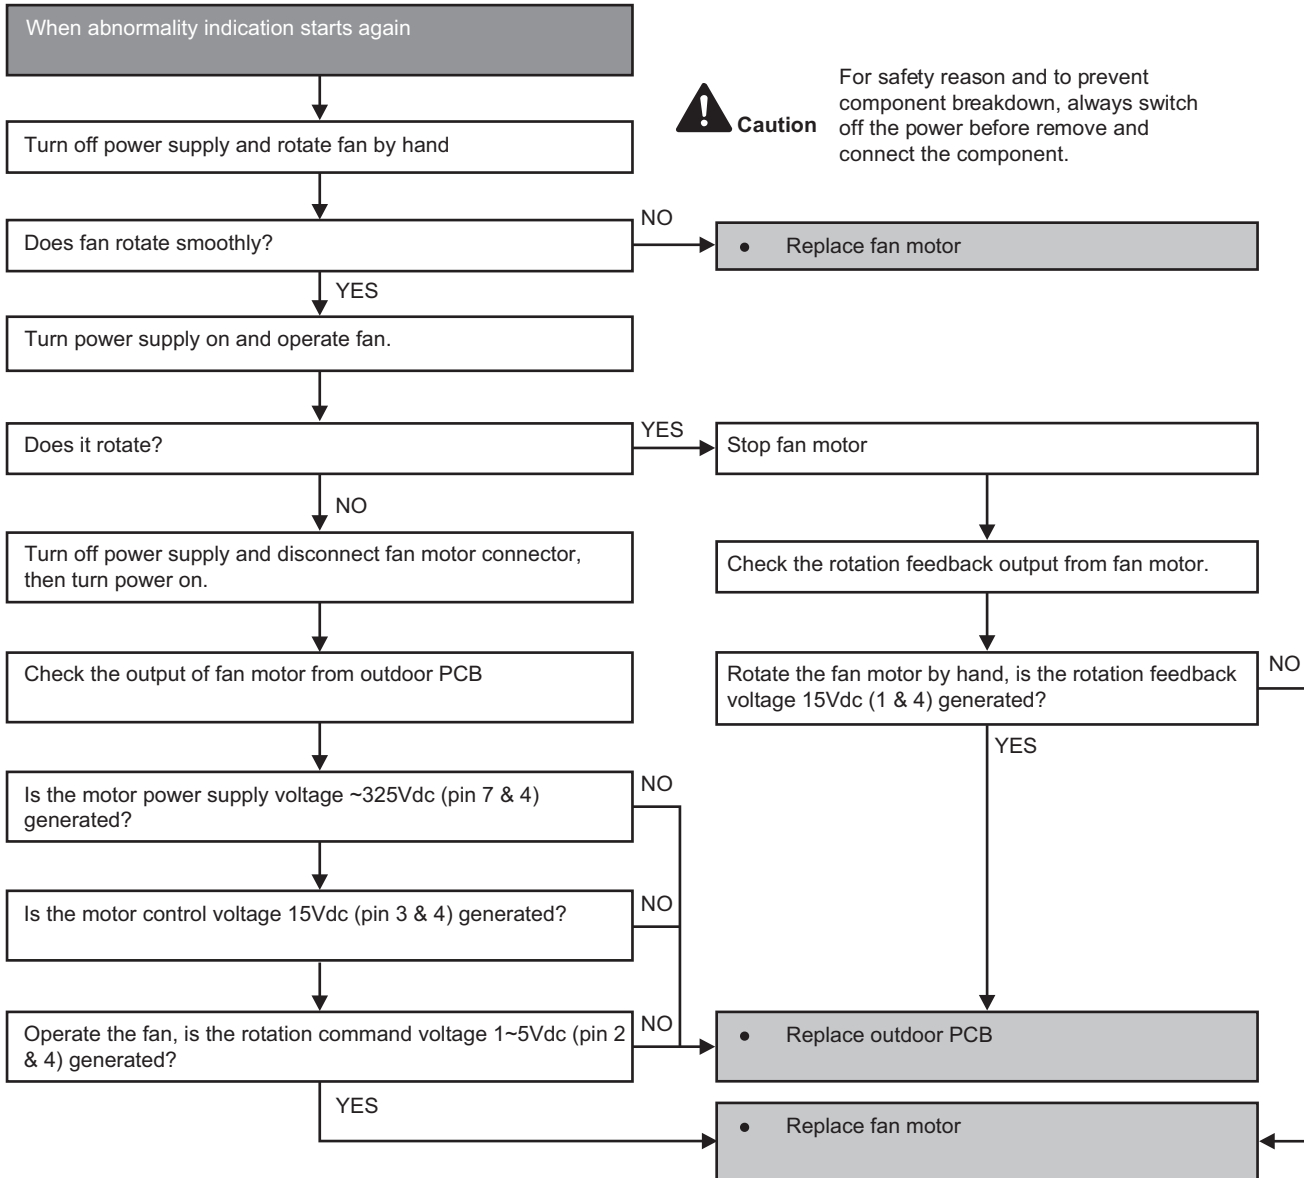 When abnormality indication starts again
For safety reason and to prevent
component breakdown, always switch
off the power before remove and
connect the component.
Caution
Turn off power supply and rotate fan by hand
Does fan rotate smoothly?
NO
• Replace fan motor
YES
Turn power supply on and operate fan.
Does it rotate?
YES
Stop fan motor
NO
Turn off power supply and disconnect fan motor connector,
then turn power on.
Check the rotation feedback output from fan motor.
Check the output of fan motor from outdoor PCB
Rotate the fan motor by hand, is the rotation feedback
voltage 15Vdc (1 & 4) generated?
NO
YES
Is the motor power supply voltage ~325Vdc (pin 7 & 4)
generated?
NO
Is the motor control voltage 15Vdc (pin 3 & 4) generated?
NO
Operate the fan, is the rotation command voltage 1~5Vdc (pin 2
& 4) generated?
NO
• Replace outdoor PCB
YES
• Replace fan motor